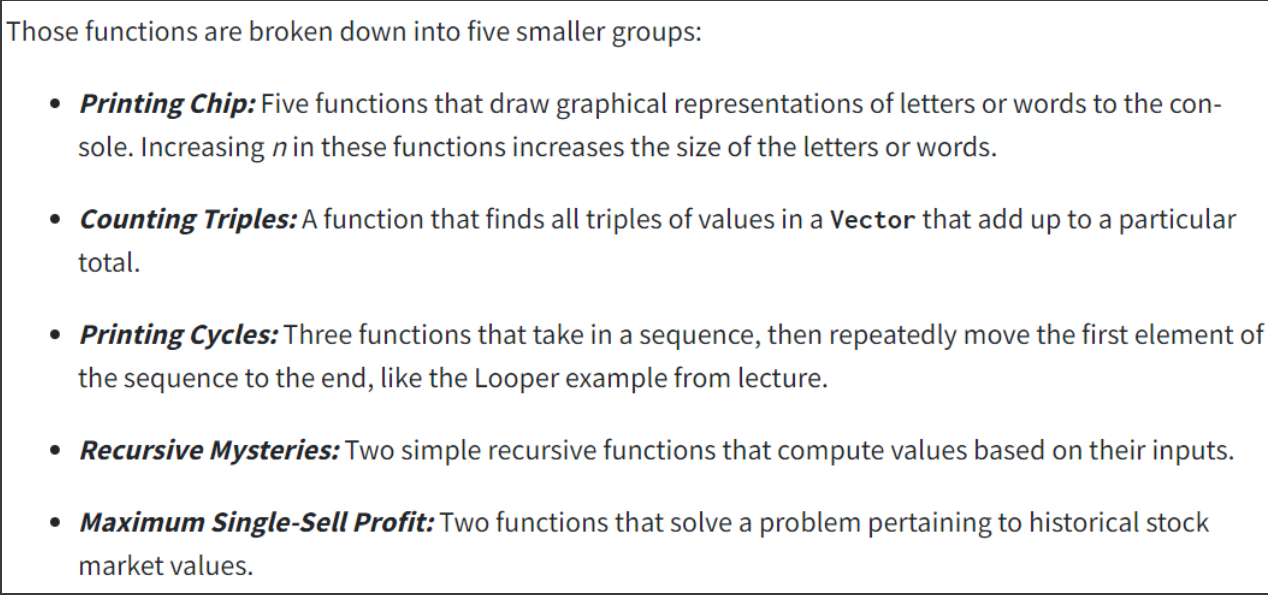 Those functions are broken down into five smaller groups:
• Printing Chip: Five functions that draw graphical representations of letters or words to the con-
sole. Increasing n in these functions increases the size of the letters or words.
• Counting Triples: A function that finds all triples of values in a Vector that add up to a particular
total.
• Printing Cycles: Three functions that take in a sequence, then repeatedly move the first element of
the sequence to the end, like the Looper example from lecture.
• Recursive Mysteries: Two simple recursive functions that compute values based on their inputs.
• Maximum Single-Sell Profit: Two functions that solve a problem pertaining to historical stock
market values.